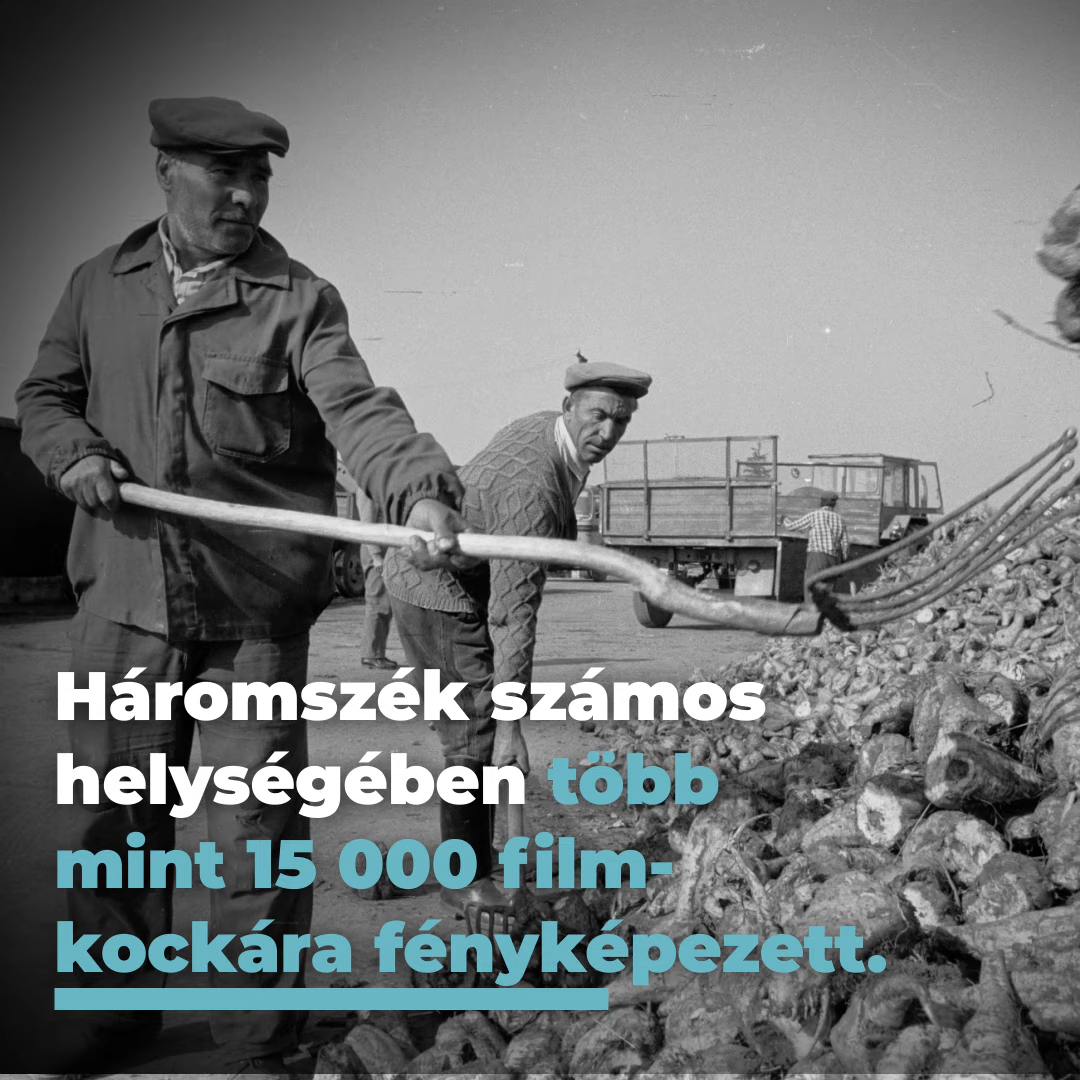 Háromszék számos
helységében több
mint 15 000 film-
kockára fényképezett.